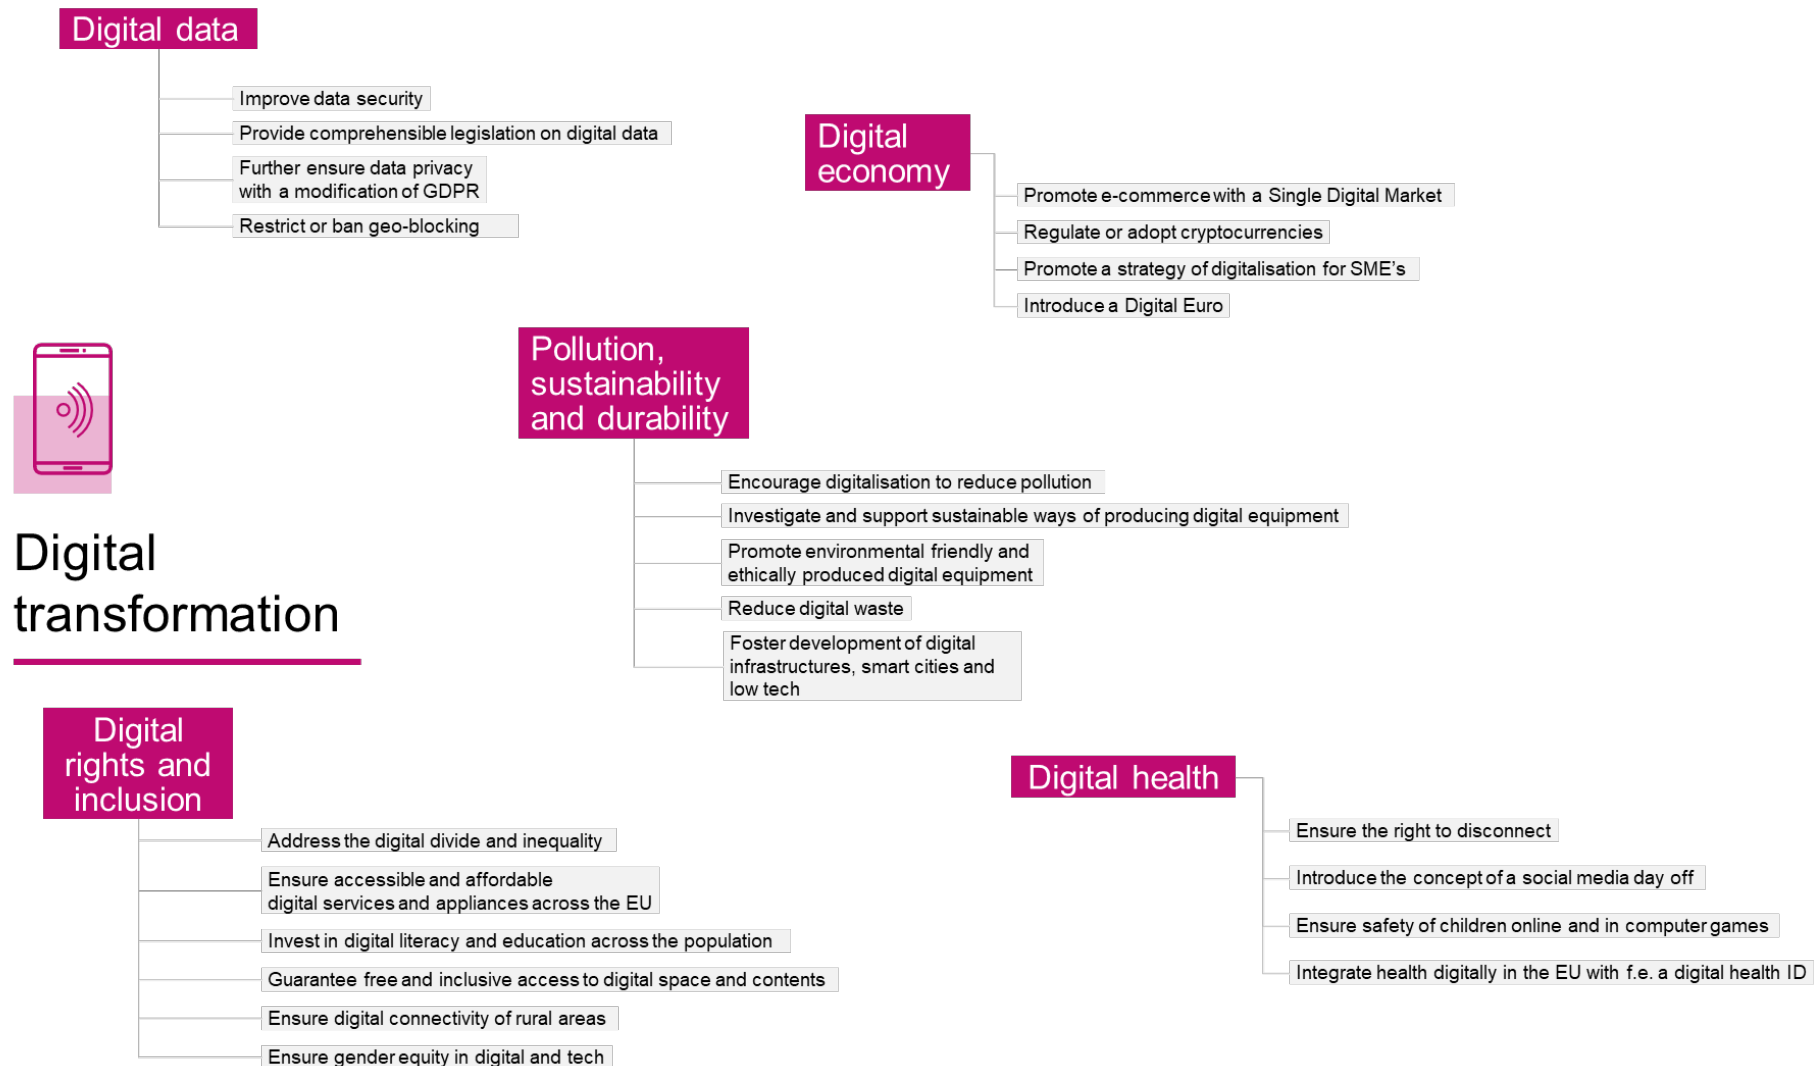 Digital data
Improve data security
Provide comprehensible legislation on digital data
Further ensure data privacy
with a modification of GDPR
Restrict or ban geo-blocking
Digital
economy
Promote e-commerce with a Single Digital Market
Regulate or adopt cryptocurrencies
Promote a strategy of digitalisation for SME’s
Introduce a Digital Euro
Pollution,
sustainability
and durability
Encourage digitalisation to reduce pollution
Investigate and support sustainable ways of producing digital equipment
Promote environmental friendly and
ethically produced digital equipment
Reduce digital waste
Foster development of digital
infrastructures, smart cities and
low tech
Digital
transformation
Digital
rights and
inclusion
Address the digital divide and inequality
Ensure accessible and affordable
digital services and appliances across the EU
Invest in digital literacy and education across the population
Guarantee free and inclusive access to digital space and contents
Ensure digital connectivity of rural areas
Ensure gender equity in digital and tech
Digital health
Ensure the right to disconnect
Introduce the concept of a social media day off
Ensure safety of children online and in computer games
Integrate health digitally in the EU with f.e. a digital health ID